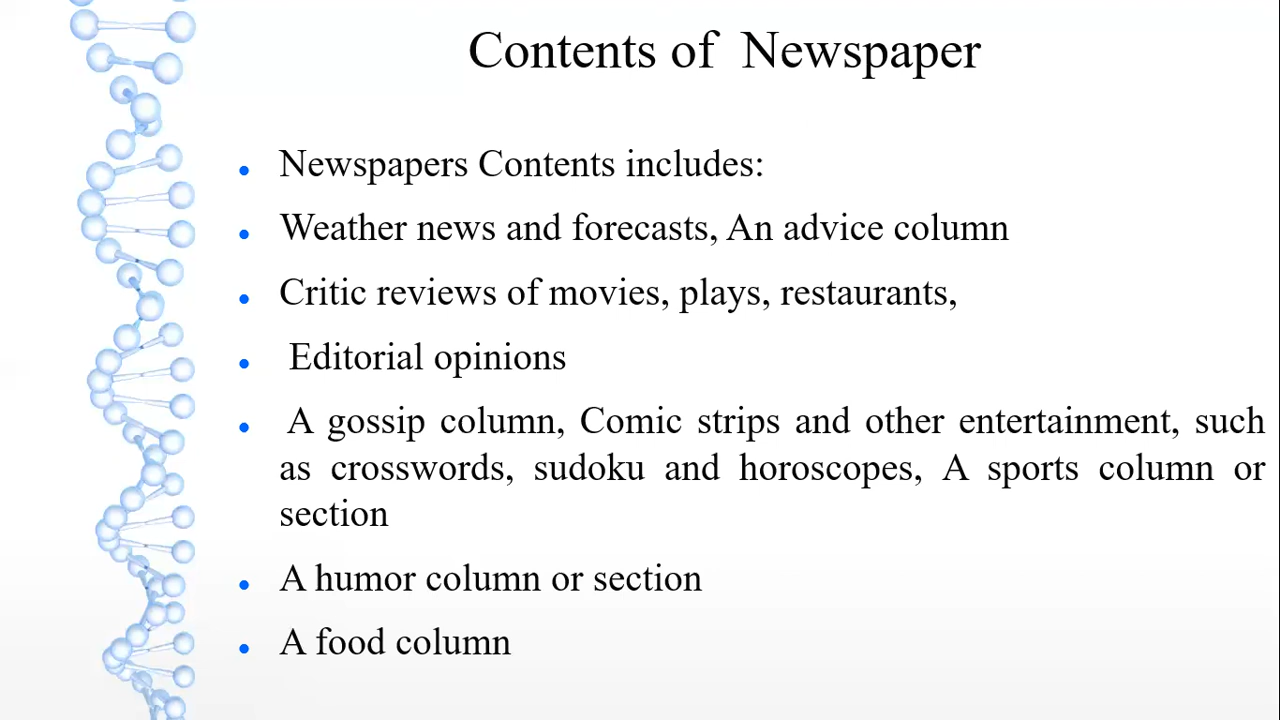 Contents of Newspaper
Newspapers Contents includes:
Weather news and forecasts, An advice column
Critic reviews of movies, plays, restaurants,
Editorial opinions
A gossip column, Comic strips and other entertainment, such
as crosswords, sudoku and horoscopes, A sports column or
section
A humor column or section
A food column